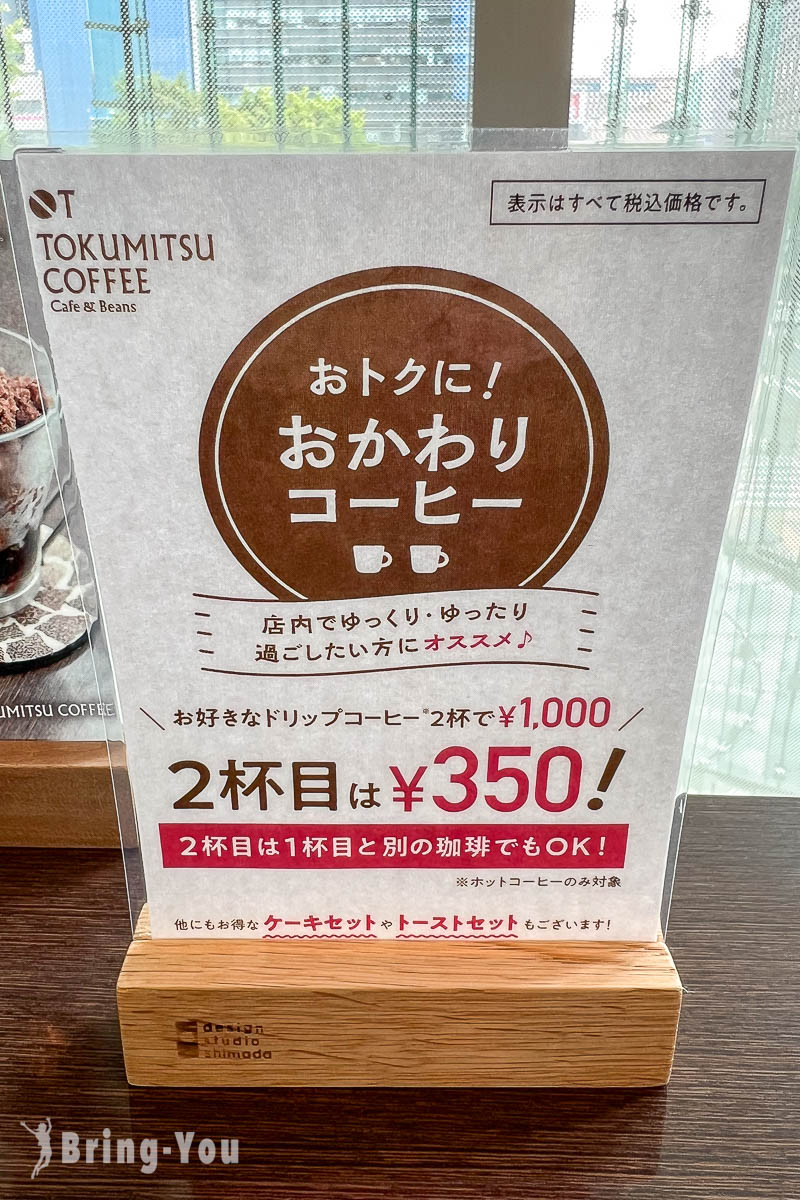 TOKUMITSU
COFFEE
Cafe & Beans
表示はすべて税込価格です。
おトクに!
おかわり
コーヒー
店内でゆっくり・ゆったり
過ごしたい方にオススメ♪
お好きなドリップコーヒー※2杯で¥1,000
2杯目は¥350!
2杯目は1杯目と別の珈琲でもOK!
※ホットコーヒーのみ対象
他にもお得なケーキセットやトーストセットもございます!
UMITSU COFFEE
design
studio
shimada
Bring-You